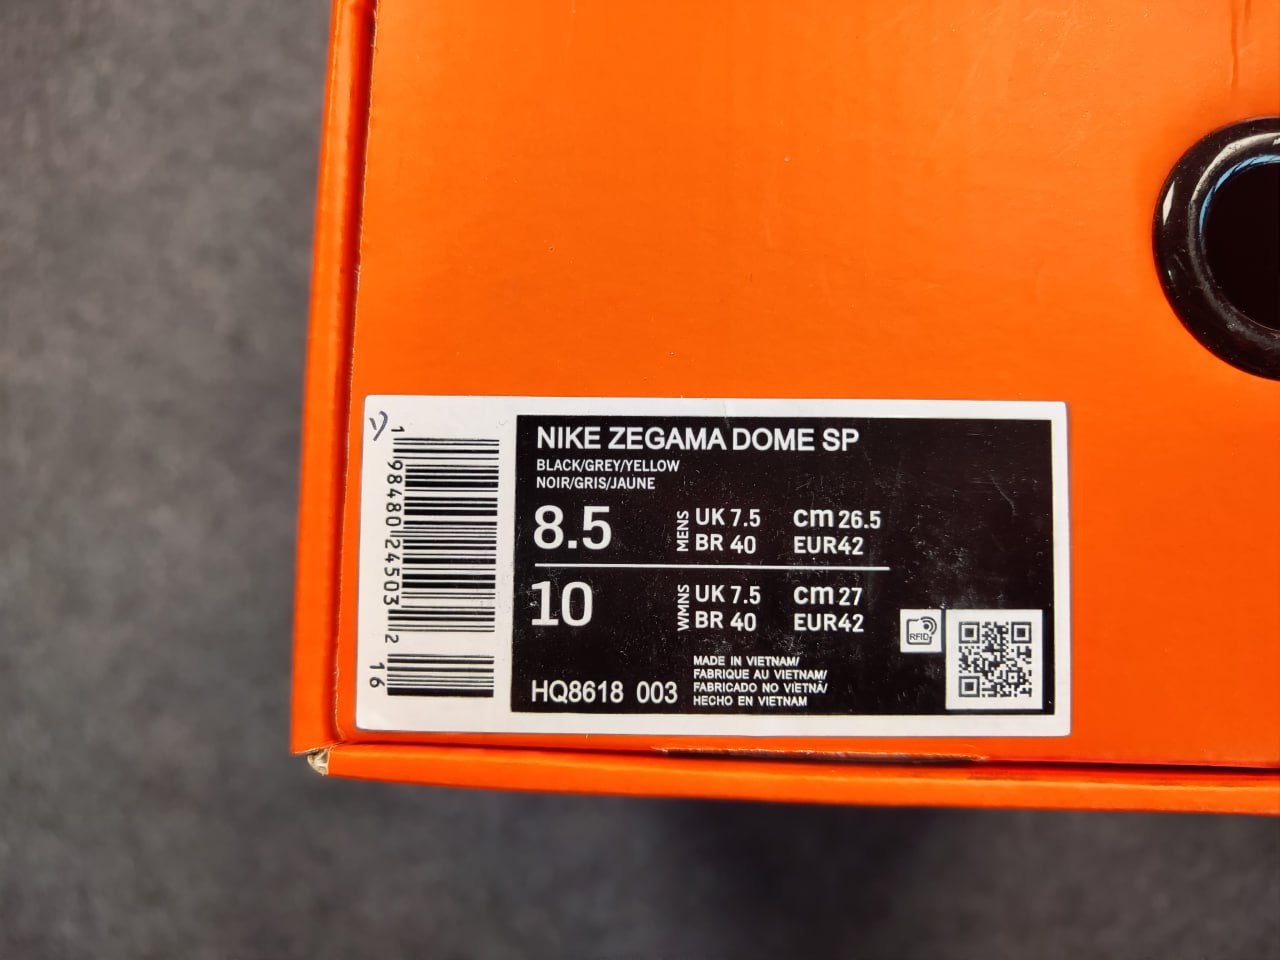 NIKE ZEGAMA DOME SP
BLACK/GREY/YELLOW
NOIR/GRIS/JAUNE
8.5 MENS UK 7.5 cm 26.5
BR 40 EUR42
10 WMNS UK 7.5 cm 27
BR 40 EUR42
HQ8618 003
MADE IN VIETNAM/
FABRIQUE AU VIETNAM/
FABRICADO NO VIETNÃ/
HECHO EN VIETNAM
RFID
1 98480 24503 2
16